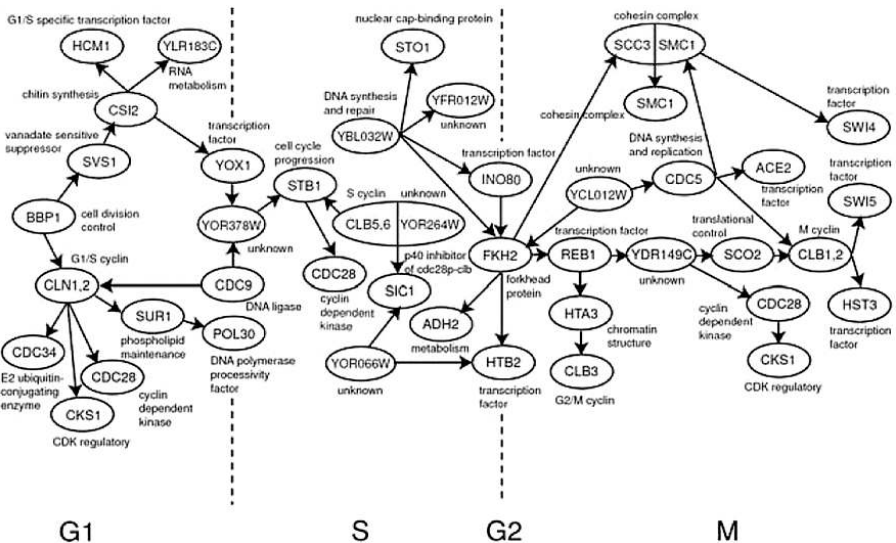 G1/S specific transcription factor
HCM1
YLR183C
RNA
metabolism
chitin synthesis
CSI2
vanadate sensitive
suppressor
SVS1
transcription
factor
YOX1
BBP1
cell division
control
YOR378W
unknown
G1/S cyclin
CLN1,2
CDC9
DNA ligase
SUR1
phospholipid
maintenance
POL30
DNA polymerase
processivity
factor
CDC34
E2 ubiquitin-
conjugating
enzyme
CDC28
cyclin
dependent
kinase
CKS1
CDK regulatory
nuclear cap-binding protein
STO1
DNA synthesis
and repair
YBL032W
YFR012W
unknown
cell cycle
progression
STB1
transcription factor
INO80
S cyclin
unknown
CLB5,6
YOR264W
CDC28
cyclin
dependent
kinase
p40 inhibitor
of cdc28p-clb
SIC1
FKH2
forkhead
protein
ADH2
metabolism
YOR066W
unknown
HTB2
transcription
factor
cohesin complex
SCC3
SMC1
SMC1
cohesin complex
transcription
factor
SWI4
DNA synthesis
and replication
unknown
YCL012W
CDC5
ACE2
transcription
factor
transcription
factor
SWI5
transcription factor
REB1
YDR149C
unknown
translational
control
SCO2
M cyclin
CLB1,2
HTA3
chromatin
structure
CLB3
G2/M cyclin
cyclin
dependent
kinase
CDC28
CKS1
CDK regulatory
HST3
transcription
factor
G1
S
G2
M